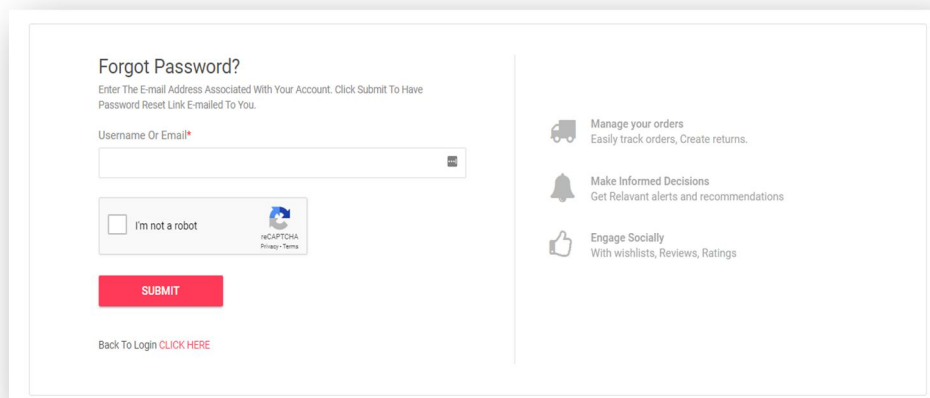 Forgot Password?
Enter The E-mail Address Associated With Your Account. Click Submit To Have
Password Reset Link E-mailed To You.
Username Or Email*
I'm not a robot
reCAPTCHA
Privacy - Terms
SUBMIT
Back To Login CLICK HERE
Manage your orders
Easily track orders, Create returns.
Make Informed Decisions
Get Relavant alerts and recommendations
Engage Socially
With wishlists, Reviews, Ratings